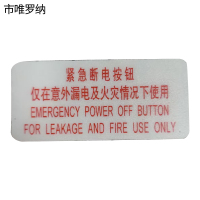 市唯罗纳
紧急断电按钮
仅在意外漏电及火灾情况下使用
EMERGENCY POWER OFF BUTTON
FOR LEAKAGE AND FIRE USE ONLY